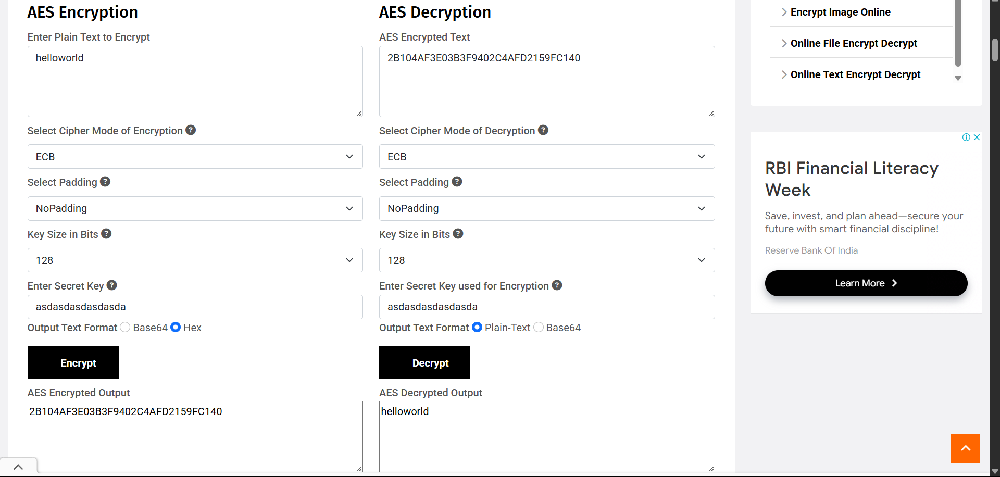 AES Encryption
Enter Plain Text to Encrypt
helloworld
Select Cipher Mode of Encryption
ECB
Select Padding
NoPadding
Key Size in Bits
128
Enter Secret Key
asdasdasdasdasda
Output Text Format Base64 Hex
Encrypt
AES Encrypted Output
2B104AF3E03B3F9402C4AFD2159FC140
AES Decryption
AES Encrypted Text
2B104AF3E03B3F9402C4AFD2159FC140
Select Cipher Mode of Decryption
ECB
Select Padding
NoPadding
Key Size in Bits
128
Enter Secret Key used for Encryption
asdasdasdasdasda
Output Text Format Plain-Text Base64
Decrypt
AES Decrypted Output
helloworld
Encrypt Image Online
Online File Encrypt Decrypt
Online Text Encrypt Decrypt
RBI Financial Literacy
Week
Save, invest, and plan ahead—secure your
future with smart financial discipline!
Reserve Bank Of India
Learn More